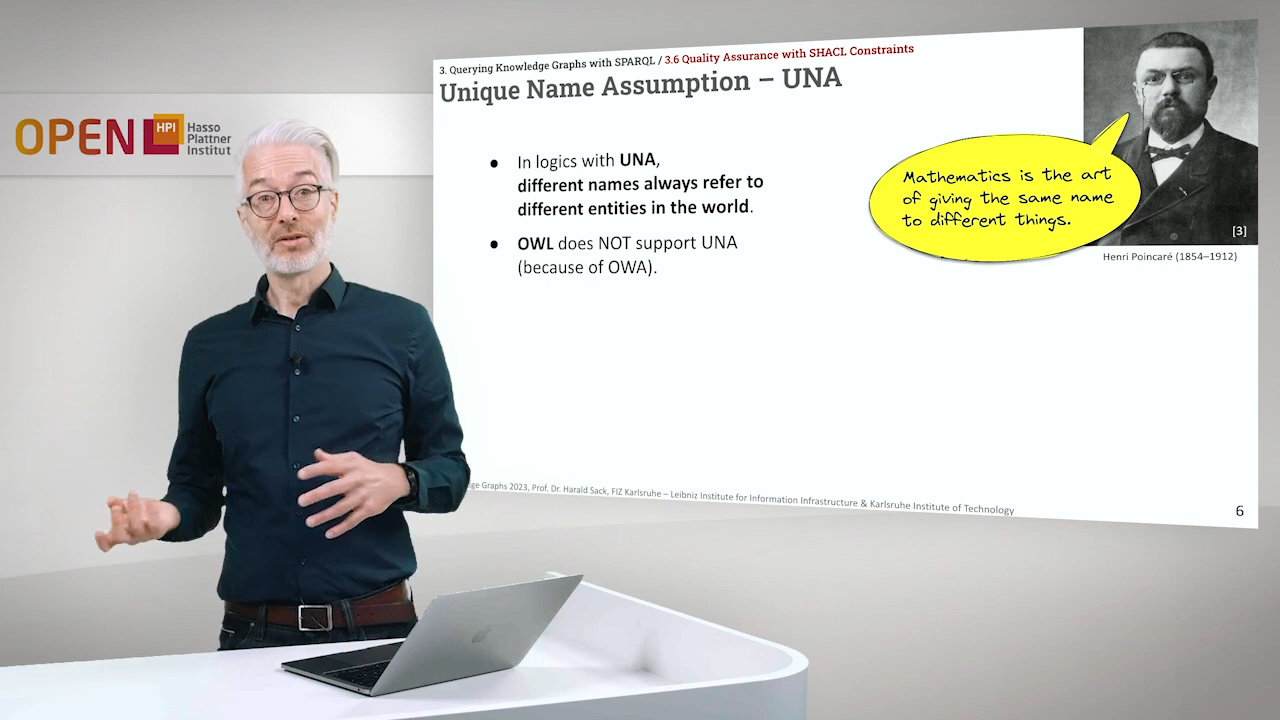 OPEN
HPI
Hasso
Plattner
Institut
3. Querying Knowledge Graphs with SPARQL / 3.6 Quality Assurance with SHACL Constraints
Unique Name Assumption – UNA
● In logics with UNA,
different names always refer to
different entities in the world.
● OWL does NOT support UNA
(because of OWA).
Mathematics is the art
of giving the same name
to different things.
[3]
Henri Poincaré (1854–1912)
Graphs 2023, Prof. Dr. Harald Sack, FIZ Karlsruhe – Leibniz Institute for Information Infrastructure & Karlsruhe Institute of Technology
6